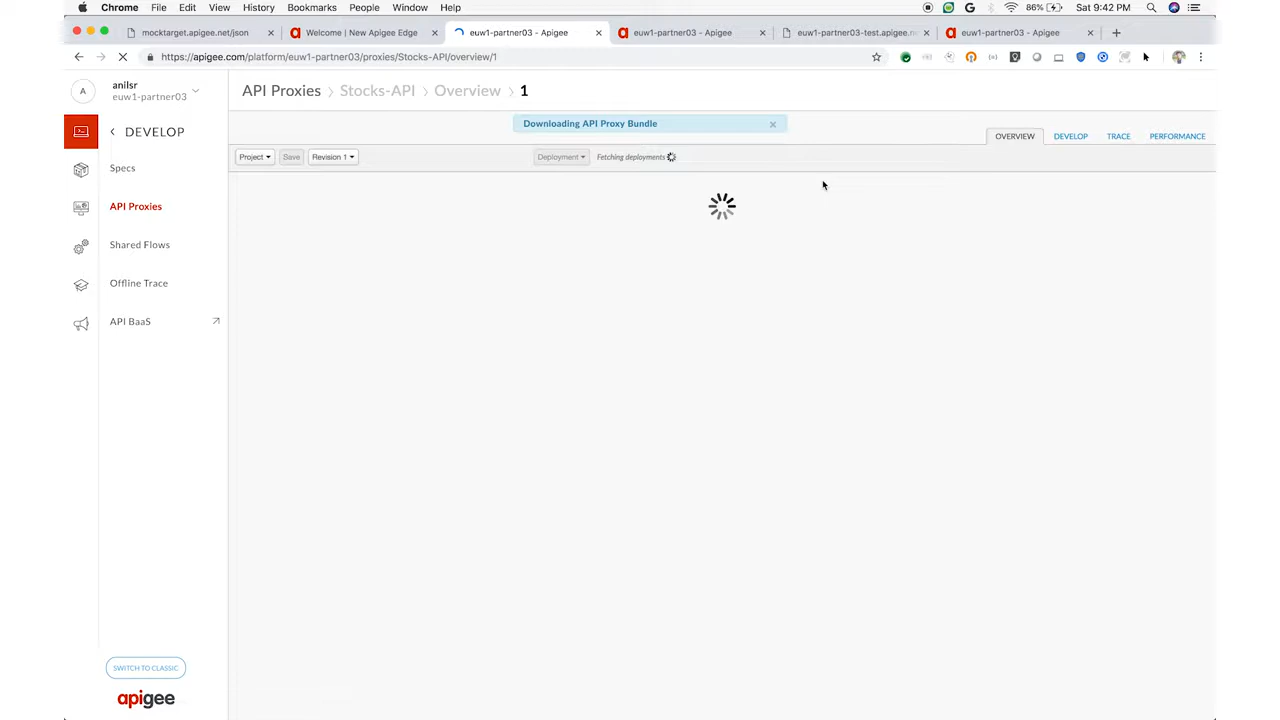 Chrome File Edit View History Bookmarks People Window Help 86% Sat 9:42 PM
mocktarget.apigee.net/json Welcome | New Apigee Edge euw1-partner03 - Apigee euw1-partner03 - Apigee euw1-partner03-test.apigee.n euw1-partner03 - Apigee
https://apigee.com/platform/euw1-partner03/proxies/Stocks-API/overview/1
A anilsr
euw1-partner03
API Proxies > Stocks-API > Overview > 1
Downloading API Proxy Bundle ×
DEVELOP
OVERVIEW DEVELOP TRACE PERFORMANCE
Project Save Revision 1 Deployment Fetching deployments
Specs
API Proxies
Shared Flows
Offline Trace
API BaaS
SWITCH TO CLASSIC
apigee